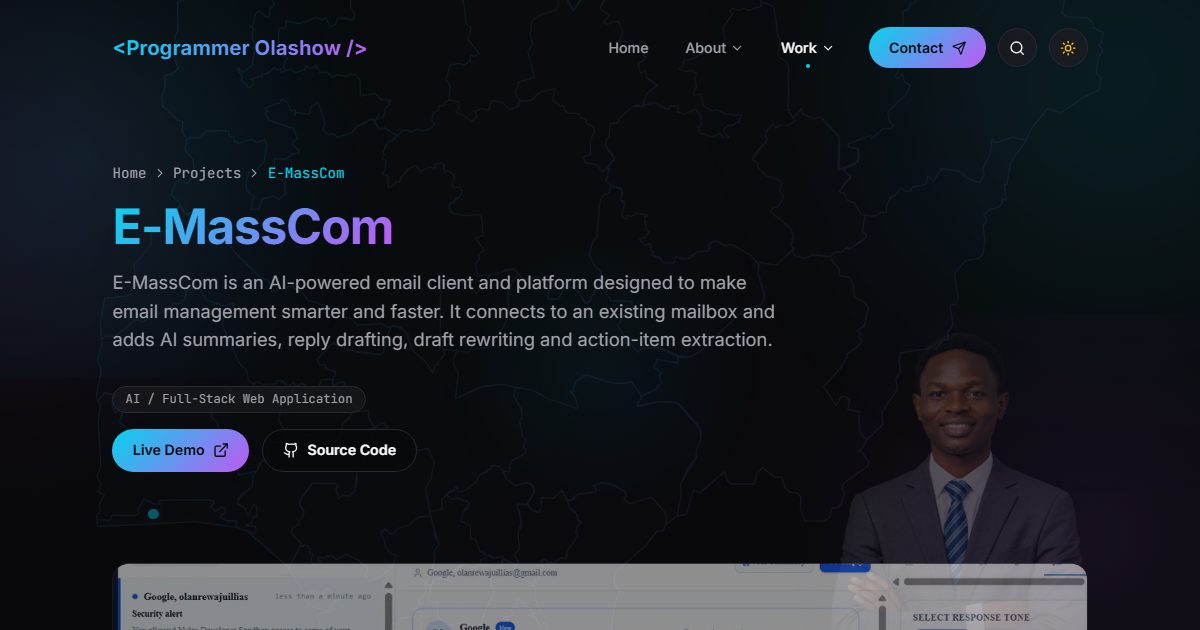 <Programmer Olashow />
Home
About
Work
Contact
Home > Projects > E-MassCom
E-MassCom
E-MassCom is an AI-powered email client and platform designed to make
email management smarter and faster. It connects to an existing mailbox and
adds AI summaries, reply drafting, draft rewriting and action-item extraction.
AI / Full-Stack Web Application
Live Demo
Source Code
Google, olanrewajuillias@gmail.com
Google, olanrewajuillias
less than a minute ago
Security alert
SELECT RESPONSE TONE
Google
New